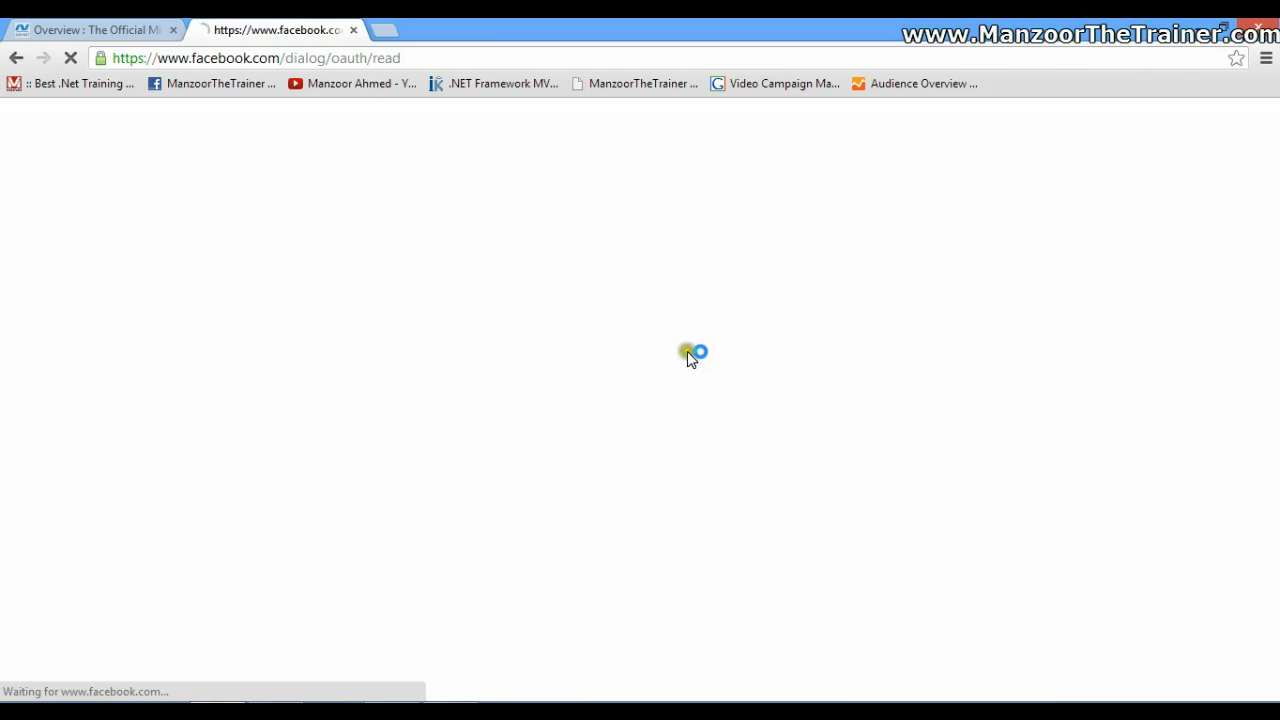 Overview : The Official Mi
https://www.facebook.co
www.ManzoorTheTrainer.com
https://www.facebook.com/dialog/oauth/read
:: Best .Net Training ...
ManzoorTheTrainer ...
Manzoor Ahmed - Y...
.NET Framework MV...
ManzoorTheTrainer ...
Video Campaign Ma...
Audience Overview ...
Waiting for www.facebook.com...